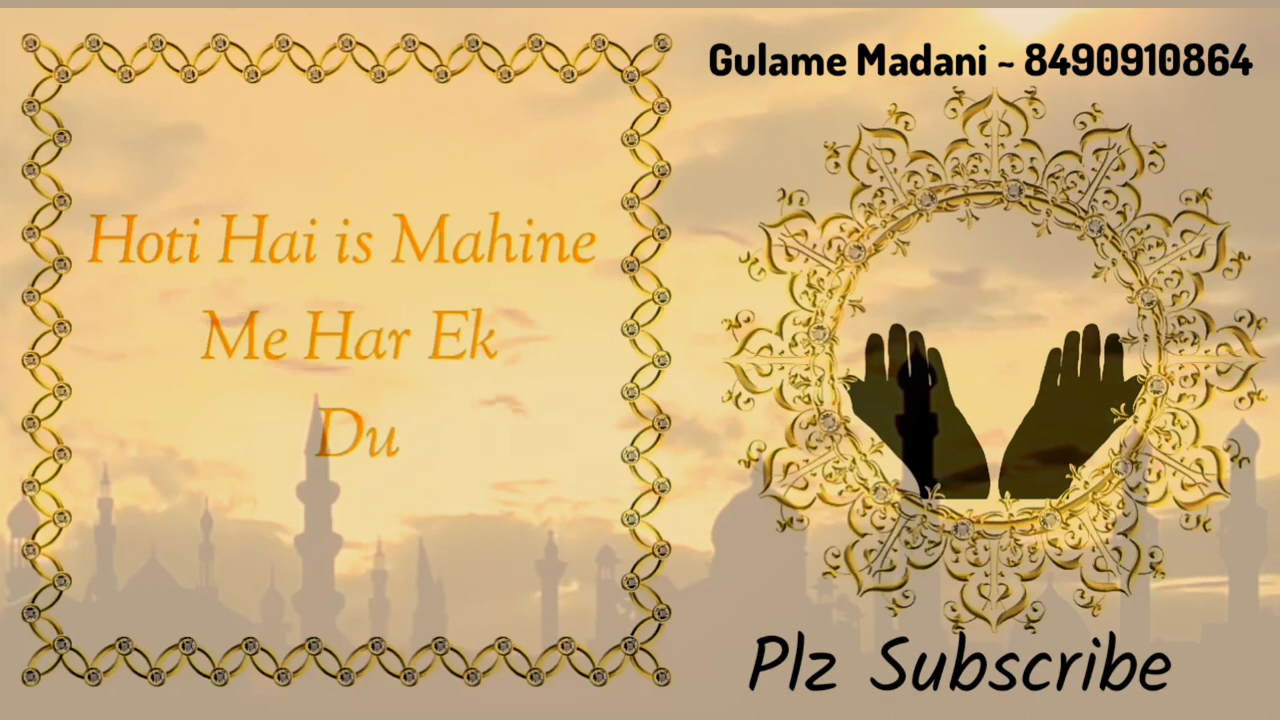 Gulame Madani ~ 8490910864
Hoti Hai is Mahine
Me Har Ek
Du
Plz Subscribe